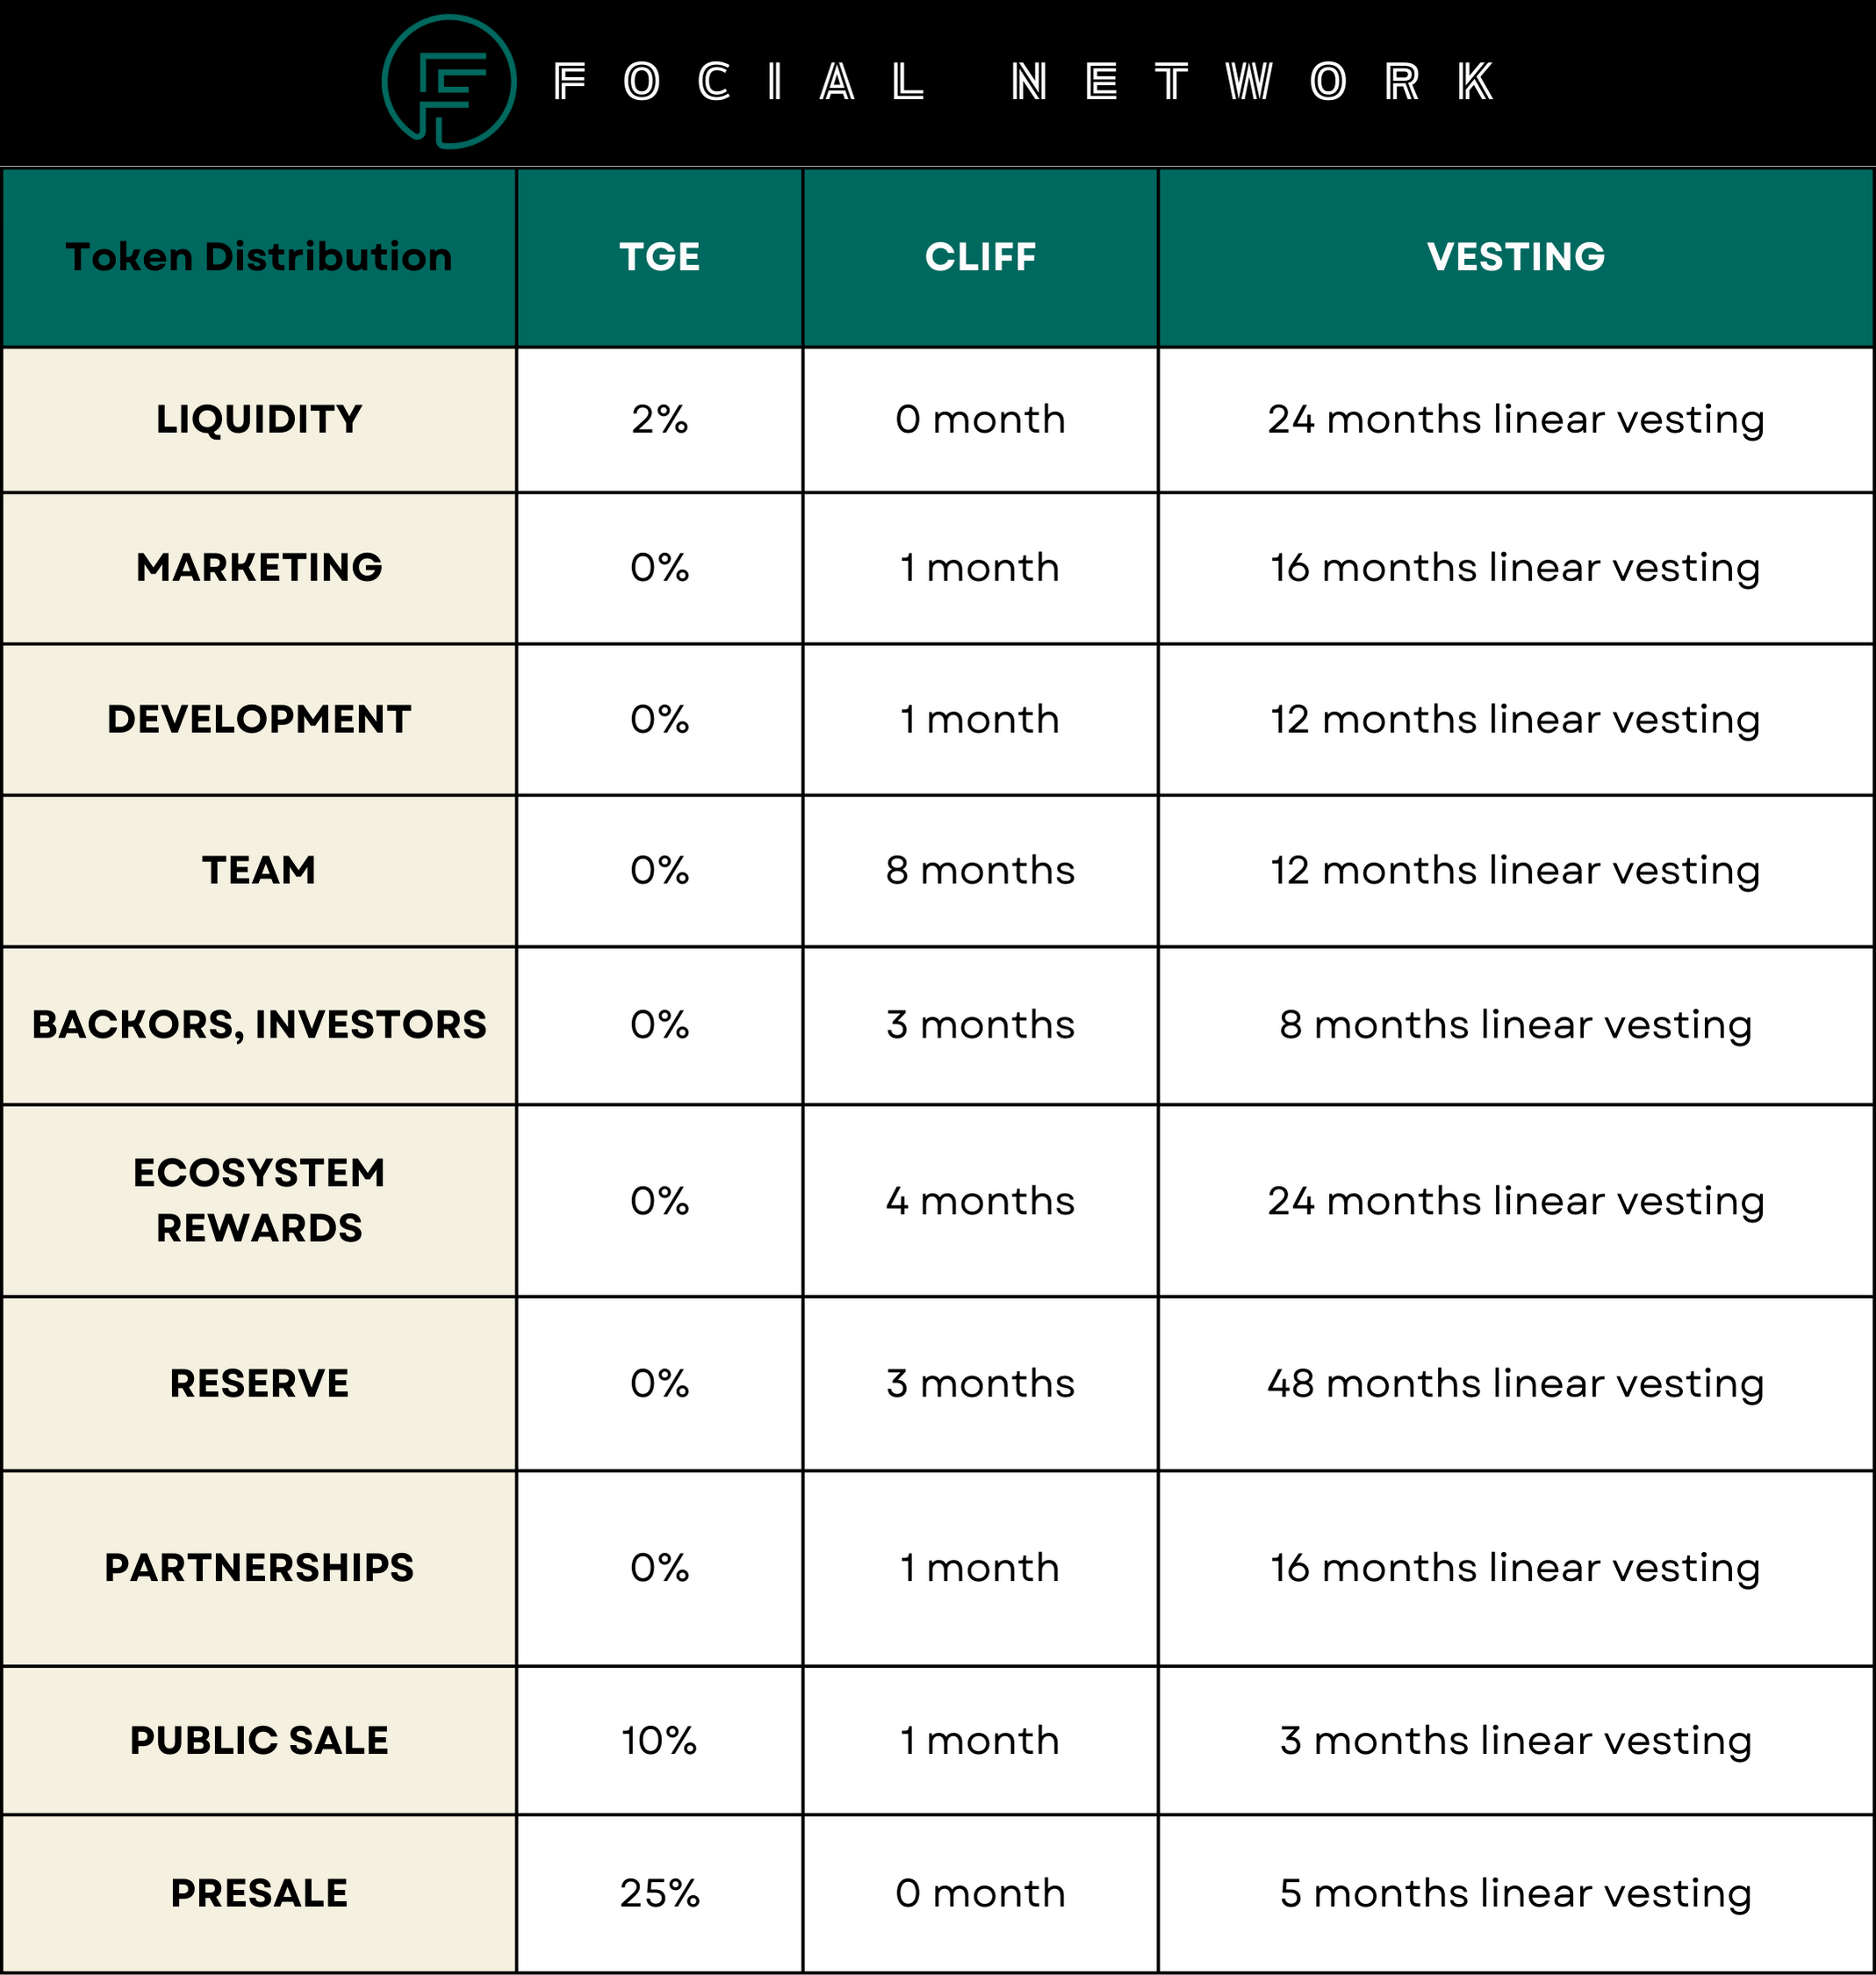 FOCIAL NETWORK
Token Distribution TGE CLIFF VESTING
LIQUIDITY 2% 0 month 24 months linear vesting
MARKETING 0% 1 month 16 months linear vesting
DEVELOPMENT 0% 1 month 12 months linear vesting
TEAM 0% 8 months 12 months linear vesting
BACKORS, INVESTORS 0% 3 months 8 months linear vesting
ECOSYSTEM
REWARDS 0% 4 months 24 months linear vesting
RESERVE 0% 3 months 48 months linear vesting
PARTNERSHIPS 0% 1 month 16 months linear vesting
PUBLIC SALE 10% 1 month 3 months linear vesting
PRESALE 25% 0 month 5 months linear vesting